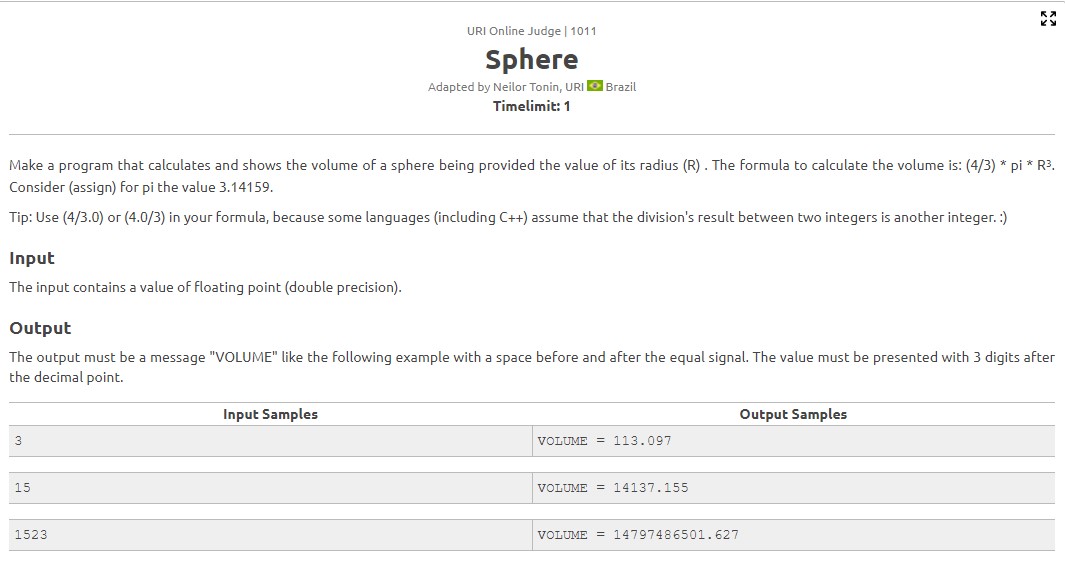 URI Online Judge | 1011
Sphere
Adapted by Neilor Tonin, URI Brazil
Timelimit: 1
Make a program that calculates and shows the volume of a sphere being provided the value of its radius (R) . The formula to calculate the volume is: (4/3) * pi * R³.
Consider (assign) for pi the value 3.14159.
Tip: Use (4/3.0) or (4.0/3) in your formula, because some languages (including C++) assume that the division's result between two integers is another integer. :)
Input
The input contains a value of floating point (double precision).
Output
The output must be a message "VOLUME" like the following example with a space before and after the equal signal. The value must be presented with 3 digits after
the decimal point.
Input Samples Output Samples
3 VOLUME = 113.097
15 VOLUME = 14137.155
1523 VOLUME = 14797486501.627